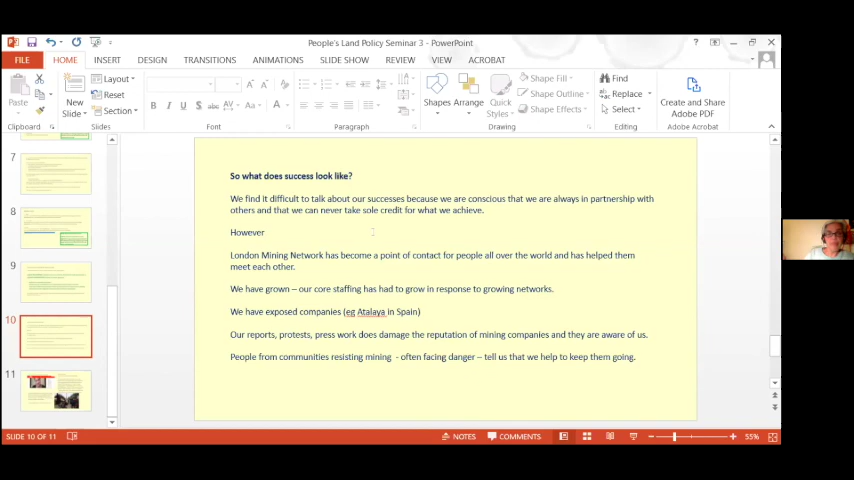 People's Land Policy Seminar 3 - PowerPoint
FILE HOME INSERT DESIGN TRANSITIONS ANIMATIONS SLIDE SHOW REVIEW VIEW ACROBAT
Paste
Clipboard
New
Slide
Layout
Reset
Section
Slides
B I U S abc AV Aa A
Font
Paragraph
Shapes
Arrange
Quick
Styles
Shape Fill
Shape Outline
Shape Effects
Drawing
Find
Replace
Select
Editing
Create and Share
Adobe PDF
Adobe Acrobat
7
8
9
10
11
So what does success look like?
We find it difficult to talk about our successes because we are conscious that we are always in partnership with
others and that we can never take sole credit for what we achieve.
However
London Mining Network has become a point of contact for people all over the world and has helped them
meet each other.
We have grown – our core staffing has had to grow in response to growing networks.
We have exposed companies (eg Atalaya in Spain)
Our reports, protests, press work does damage the reputation of mining companies and they are aware of us.
People from communities resisting mining - often facing danger – tell us that we help to keep them going.
SLIDE 10 OF 11
NOTES
COMMENTS
55%